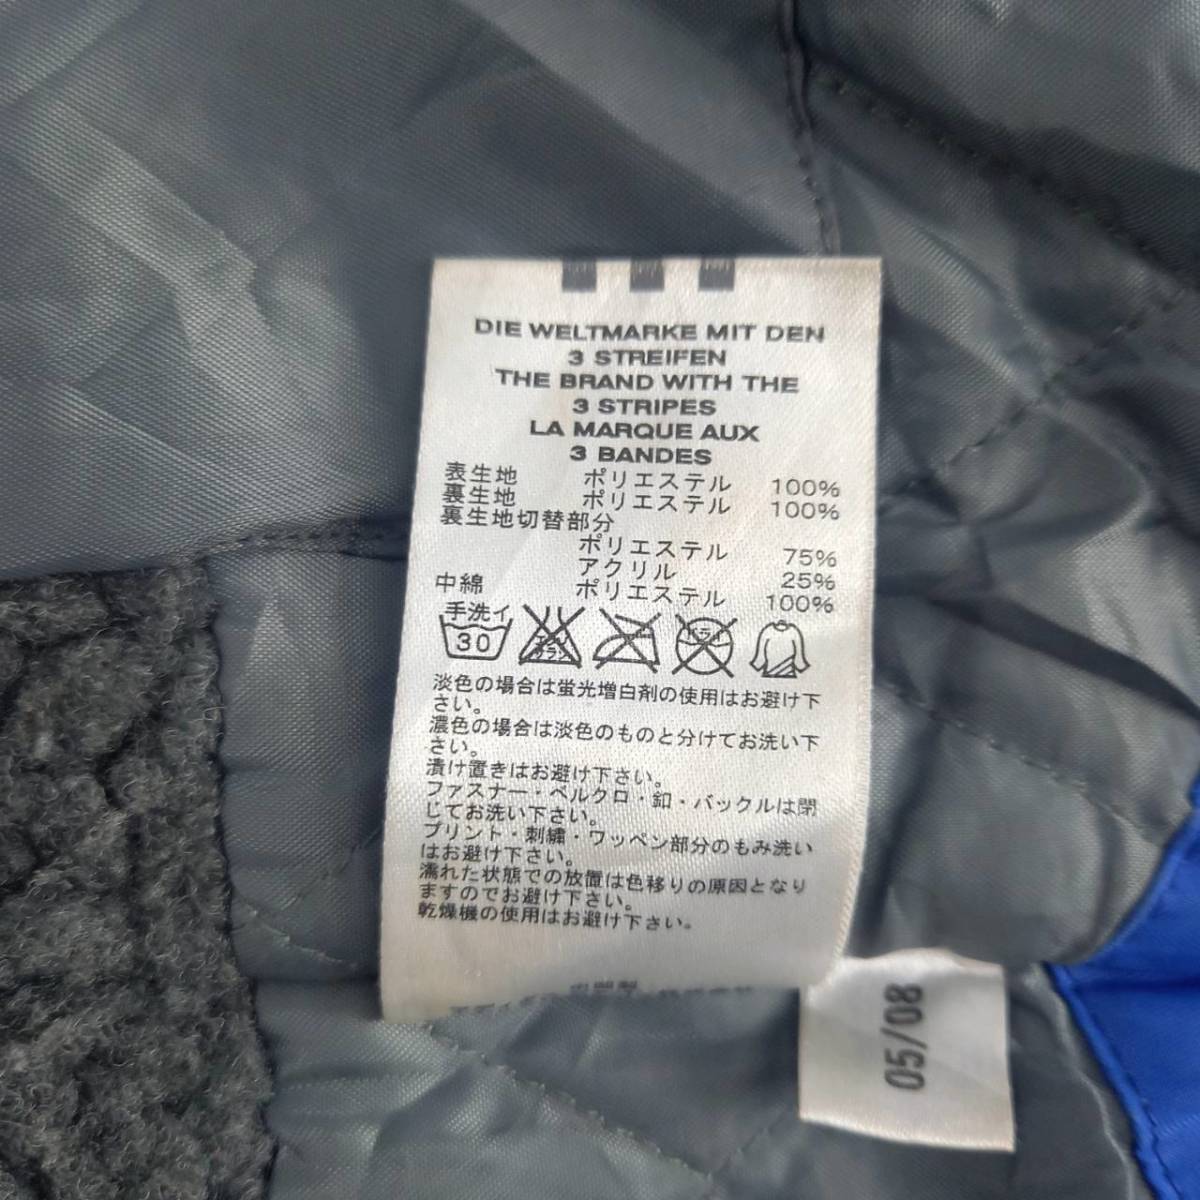 DIE WELTMARKE MIT DEN
3 STREIFEN
THE BRAND WITH THE
3 STRIPES
LA MARQUE AUX
3 BANDES
表生地 ポリエステル 100%
裏生地 ポリエステル 100%
裏生地切替部分
ポリエステル 75%
アクリル 25%
中綿 ポリエステル 100%
手洗イ
30
淡色の場合は蛍光増白剤の使用はお避け下
さい。
濃色の場合は淡色のものと分けてお洗い下
さい。
漬け置きはお避け下さい。
ファスナー・ベルクロ・釦・バックルは閉
じてお洗い下さい。
プリント・刺繍・ワッペン部分のもみ洗い
はお避け下さい。
濡れた状態での放置は色移りの原因となり
ますのでお避け下さい。
乾燥機の使用はお避け下さい。
05/08